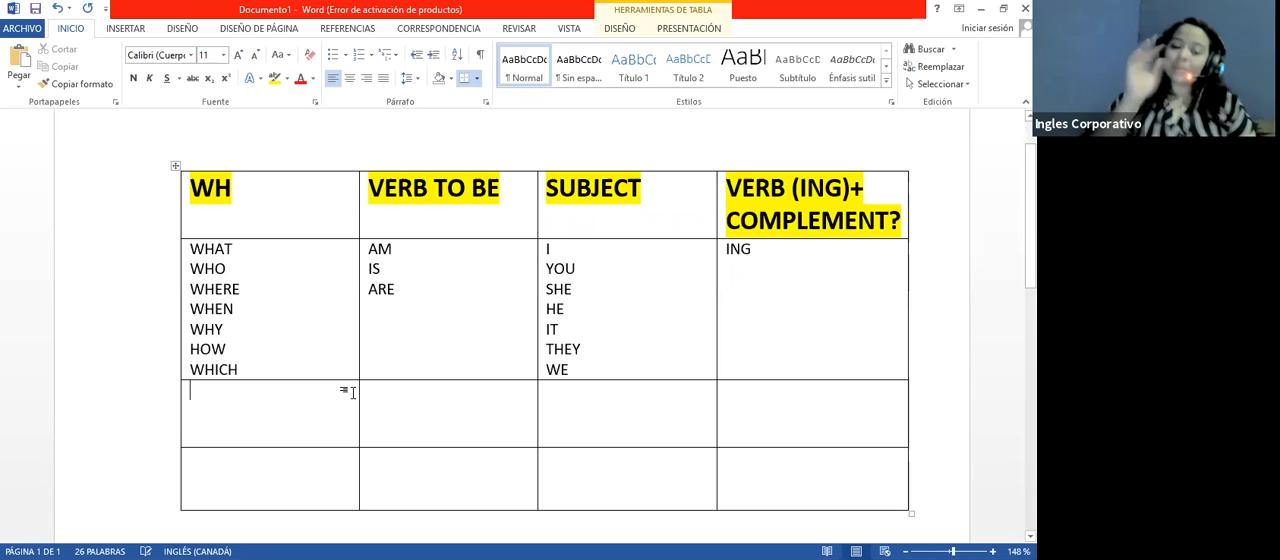 Documento1 - Word (Error de activación de productos)
HERRAMIENTAS DE TABLA
ARCHIVO INICIO INSERTAR DISEÑO DISEÑO DE PÁGINA REFERENCIAS CORRESPONDENCIA REVISAR VISTA DISEÑO PRESENTACIÓN Iniciar sesión
Pegar
Cortar
Copiar
Copiar formato
Portapapeles
Calibri (Cuerpo 11
Fuente
Párrafo
AaBbCcDc AaBbCcDc AaBbCc AaBbCcD AaBl AaBbCcD AaBbCcDc
¶ Normal ¶ Sin espa... Título 1 Título 2 Puesto Subtítulo Énfasis sutil
Estilos
Buscar
Reemplazar
Seleccionar
Edición
Ingles Corporativo
WH VERB TO BE SUBJECT VERB (ING)+
COMPLEMENT?
WHAT AM I ING
WHO IS YOU
WHERE ARE SHE
WHEN HE
WHY IT
HOW THEY
WHICH WE
PÁGINA 1 DE 1 26 PALABRAS INGLÉS (CANADÁ) 148 %